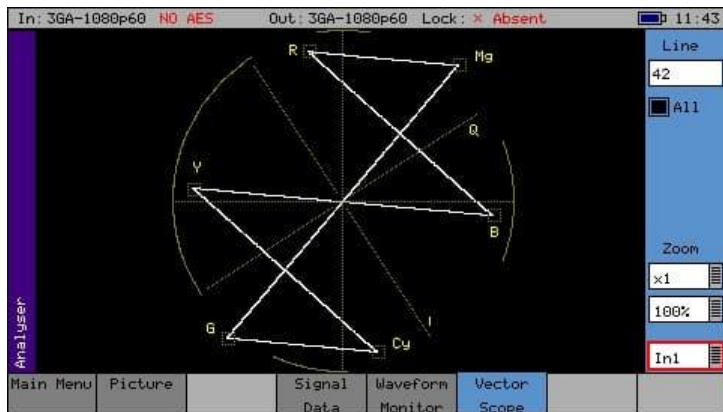 In: 3GA-1080p60 NO AES Out: 3GA-1080p60 Lock: × Absent 11:43
Line
42
All
R
Mg
Q
Y
B
G
Cy
I
Zoom
x1
100%
In1
Analyser
Main Menu Picture Signal Data Waveform Monitor Vector Scope